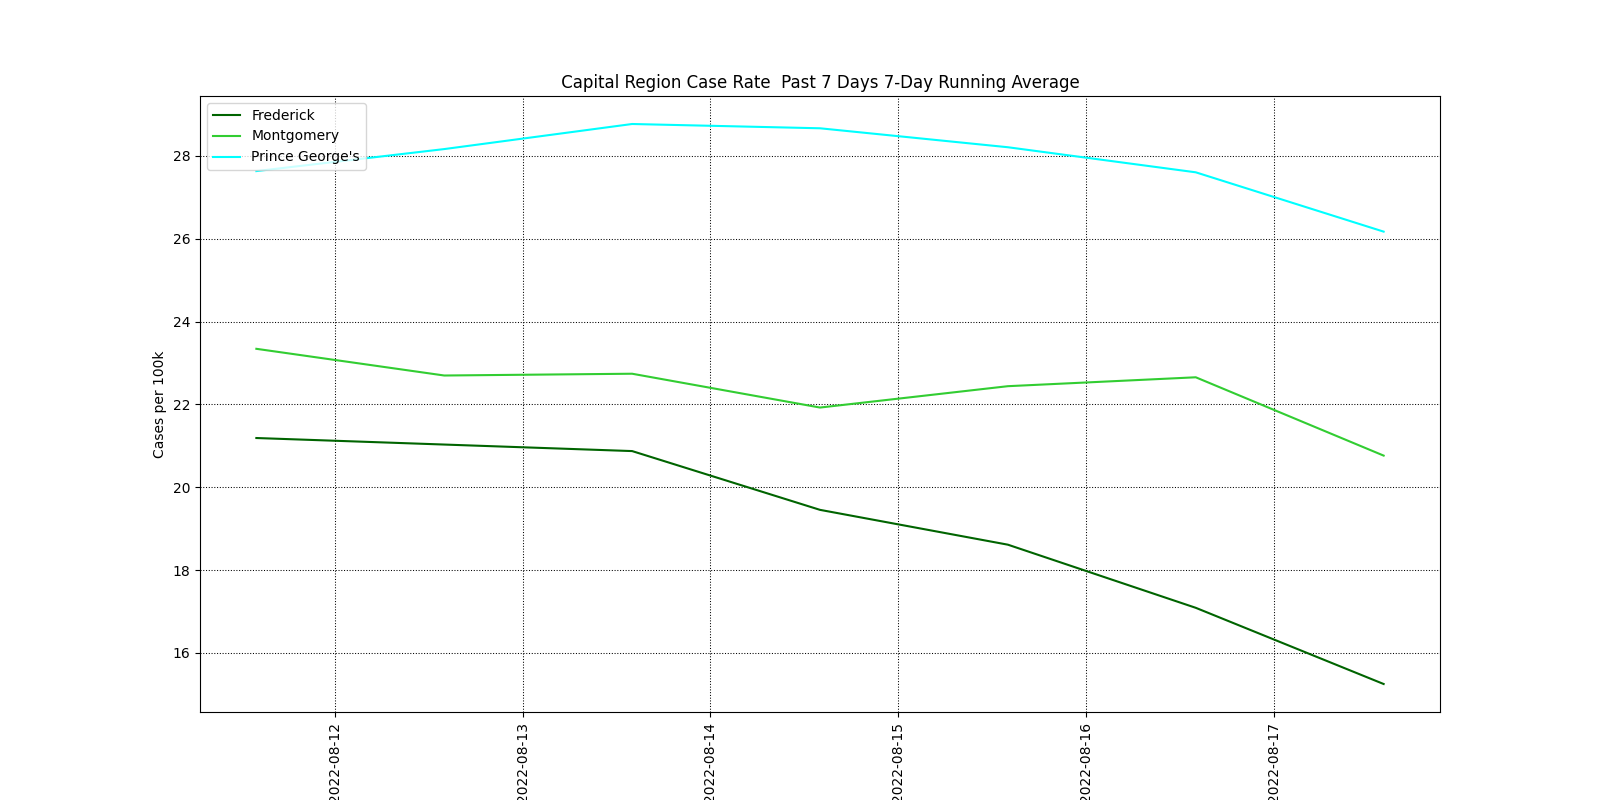 Capital Region Case Rate  Past 7 Days 7-Day Running Average
Frederick
Montgomery
Prince George's
28
26
24
22
20
18
16
Cases per 100k
2022-08-12
2022-08-13
2022-08-14
2022-08-15
2022-08-16
2022-08-17